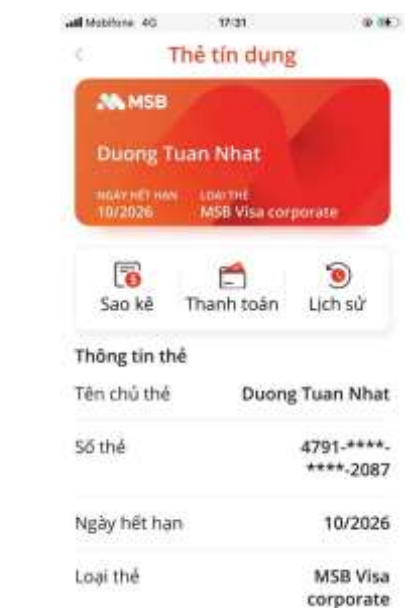 Mobifone 4G 17:31
Thẻ tín dụng
MSB
Duong Tuan Nhat
NGÀY HẾT HẠN LOẠI THẺ
10/2026 MSB Visa corporate
Sao kê Thanh toán Lịch sử
Thông tin thẻ
Tên chủ thẻ Duong Tuan Nhat
Số thẻ 4791-****-
****-2087
Ngày hết hạn 10/2026
Loại thẻ MSB Visa
corporate